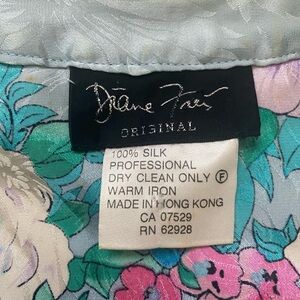 Diane Freis
ORIGINAL
100% SILK
PROFESSIONAL
DRY CLEAN ONLY Ⓕ
WARM IRON
MADE IN HONG KONG
CA 07529
RN 62928